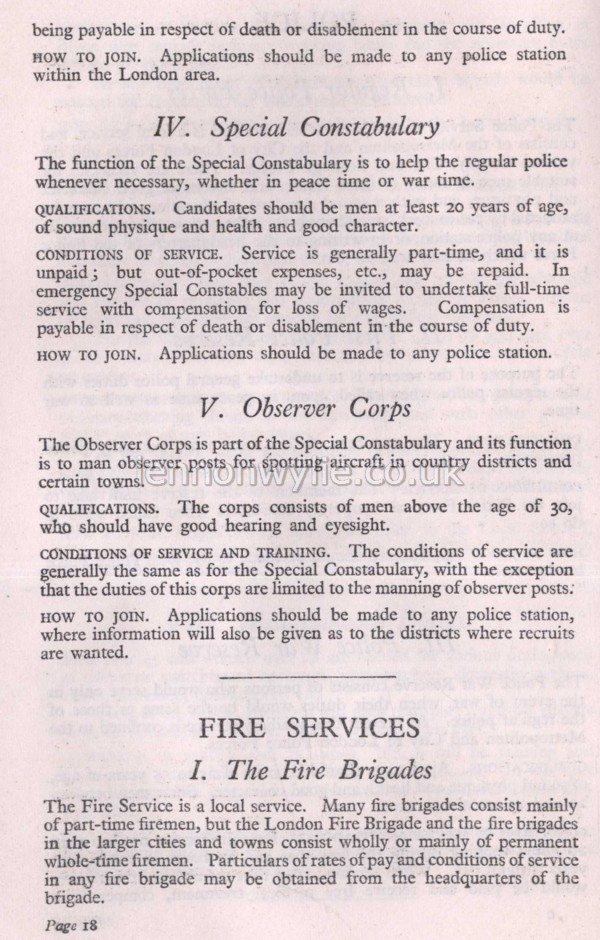 being payable in respect of death or disablement in the course of duty.
HOW TO JOIN. Applications should be made to any police station
within the London area.
IV. Special Constabulary
The function of the Special Constabulary is to help the regular police
whenever necessary, whether in peace time or war time.
QUALIFICATIONS. Candidates should be men at least 20 years of age,
of sound physique and health and good character.
CONDITIONS OF SERVICE. Service is generally part-time, and it is
unpaid; but out-of-pocket expenses, etc., may be repaid. In
emergency Special Constables may be invited to undertake full-time
service with compensation for loss of wages. Compensation is
payable in respect of death or disablement in the course of duty.
HOW TO JOIN. Applications should be made to any police station.
V. Observer Corps
The Observer Corps is part of the Special Constabulary and its function
is to man observer posts for spotting aircraft in country districts and
certain towns.
lennonwylie.co.uk
QUALIFICATIONS. The corps consists of men above the age of 30,
who should have good hearing and eyesight.
CONDITIONS OF SERVICE AND TRAINING. The conditions of service are
generally the same as for the Special Constabulary, with the exception
that the duties of this corps are limited to the manning of observer posts.
HOW TO JOIN. Applications should be made to any police station,
where information will also be given as to the districts where recruits
are wanted.
FIRE SERVICES
I. The Fire Brigades
The Fire Service is a local service. Many fire brigades consist mainly
of part-time firemen, but the London Fire Brigade and the fire brigades
in the larger cities and towns consist wholly or mainly of permanent
whole-time firemen. Particulars of rates of pay and conditions of service
in any fire brigade may be obtained from the headquarters of the
brigade.
Page 18